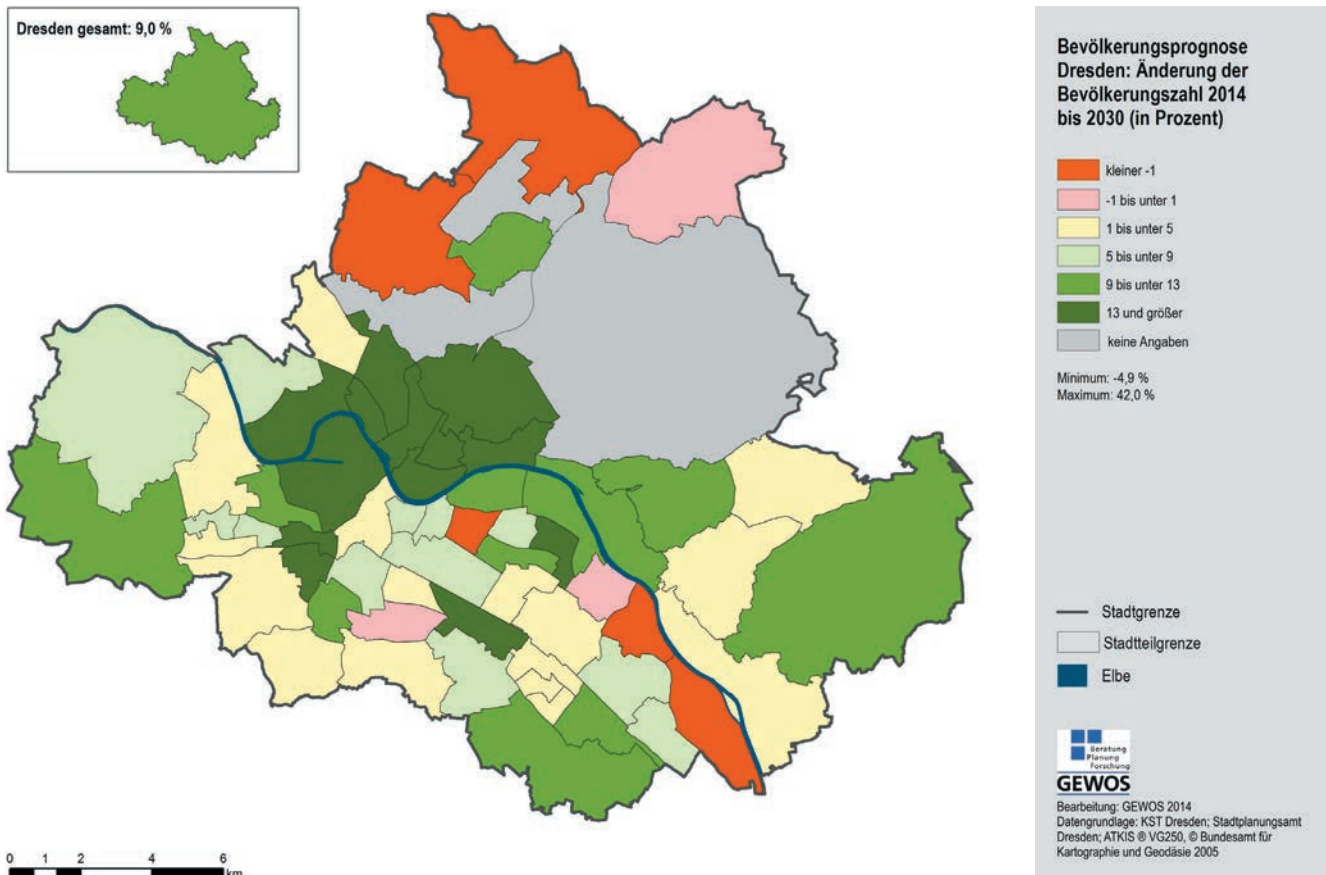 Dresden gesamt: 9,0 %
Bevölkerungsprognose
Dresden: Änderung der
Bevölkerungszahl 2014
bis 2030 (in Prozent)
kleiner -1
-1 bis unter 1
1 bis unter 5
5 bis unter 9
9 bis unter 13
13 und größer
keine Angaben
Minimum: -4,9 %
Maximum: 42,0 %
Stadtgrenze
Stadtteilgrenze
Elbe
Beratung
Planung
Forschung
GEWOS
Bearbeitung: GEWOS 2014
Datengrundlage: KST Dresden; Stadtplanungsamt
Dresden; ATKIS ® VG250, © Bundesamt für
Kartographie und Geodäsie 2005
0 1 2 4 6
km